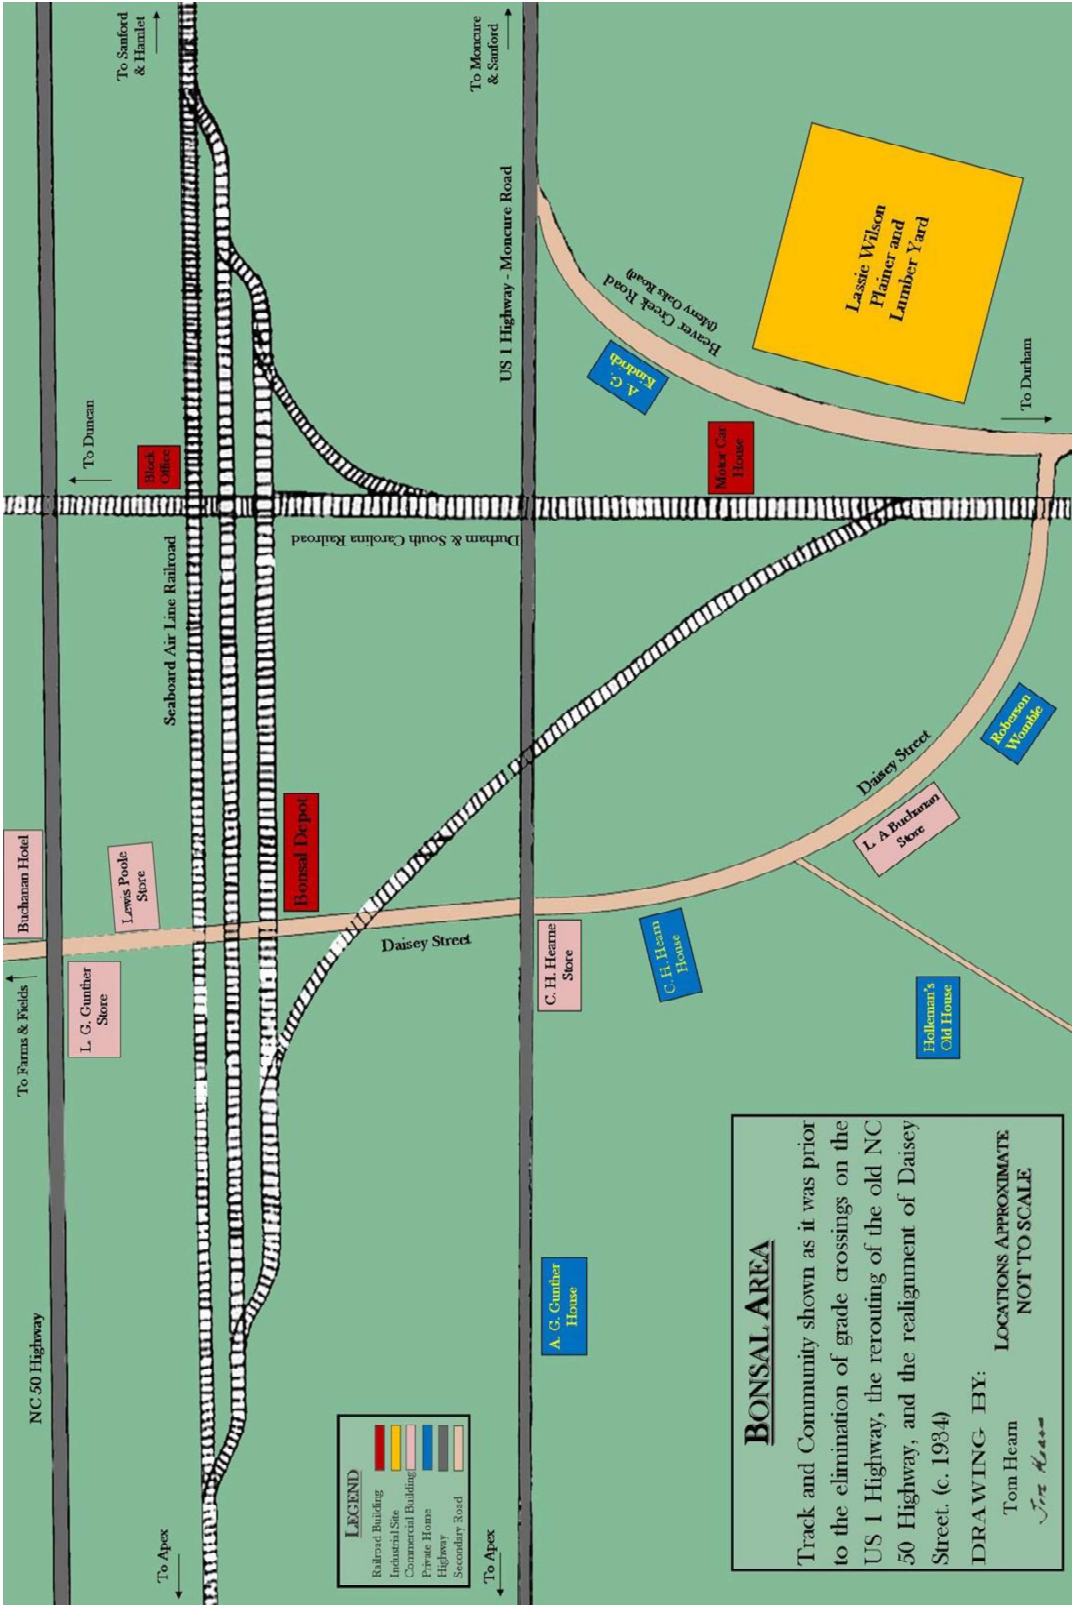 NC 50 Highway
To Farms & Fields
Buchanan Hotel
L. G. Gunther
Store
Lewis Poole
Store
To Duncan
To Sanford
& Hamlet
To Apex
Seaboard Air Line Railroad
Block
Office
Bonsal Depot
Durham & South Carolina Railroad
Daisey Street
To Apex
US 1 Highway - Moncure Road
To Moncure
& Sanford
LEGEND
Railroad Building
Industrial Site
Commercial Building
Private Home
Highway
Secondary Road
A. G. Gunther
House
C. H. Hearne
Store
C. H. Hearn
House
Beaver Creek Road
(Merry Oaks Road)
A. C.
Kindrich
Motor Car
House
Lassie Wilson
Plainer and
Lumber Yard
Daisey Street
L. A Buchanan
Store
Roberson
Womble
Holleman's
Old House
To Durham
BONSAL AREA
Track and Community shown as it was prior
to the elimination of grade crossings on the
US 1 Highway, the rerouting of the old NC
50 Highway, and the realignment of Daisey
Street. (c. 1934)
DRAWING BY:
Tom Hearn
Tom Hearn
LOCATIONS APPROXIMATE
NOT TO SCALE